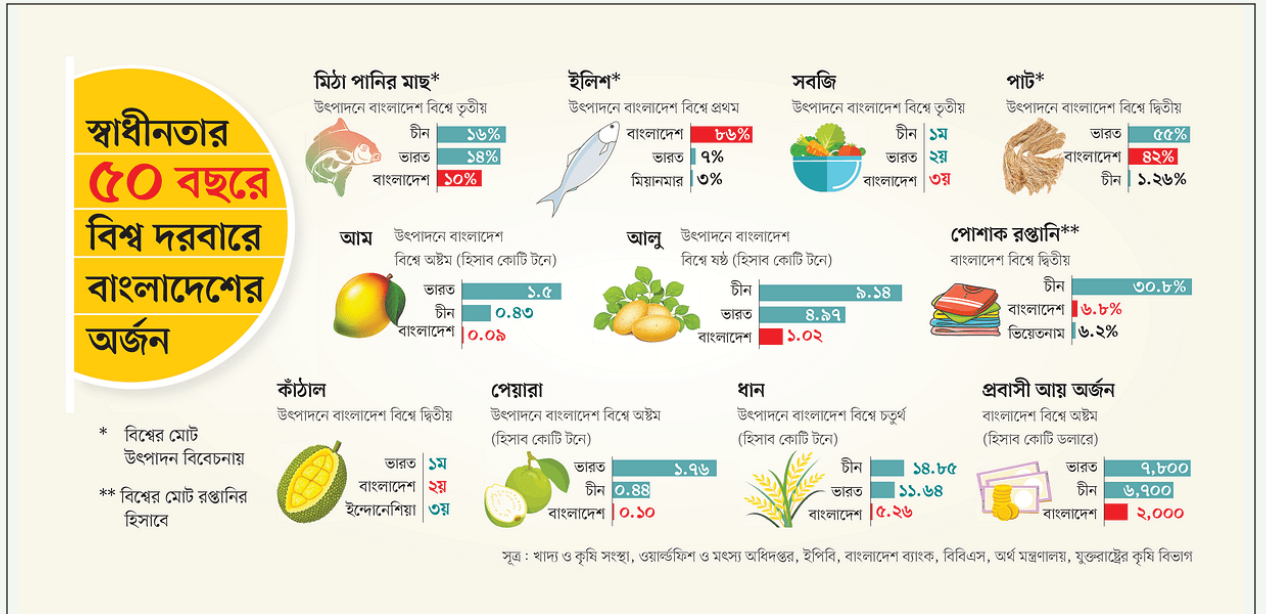 স্বাধীনতার
৫০ বছরে
বিশ্ব দরবারে
বাংলাদেশের
অর্জন
* বিশ্বের মোট
উৎপাদন বিবেচনায়
** বিশ্বের মোট রপ্তানির
হিসাবে
মিঠা পানির মাছ*
উৎপাদনে বাংলাদেশ বিশ্বে তৃতীয়
চীন ১৬%
ভারত ১৪%
বাংলাদেশ ১০%
ইলিশ*
উৎপাদনে বাংলাদেশ বিশ্বে প্রথম
বাংলাদেশ ৮৬%
ভারত ৭%
মিয়ানমার ৩%
সবজি
উৎপাদনে বাংলাদেশ বিশ্বে তৃতীয়
চীন ১ম
ভারত ২য়
বাংলাদেশ ৩য়
পাট*
উৎপাদনে বাংলাদেশ বিশ্বে দ্বিতীয়
ভারত ৫৫%
বাংলাদেশ ৪২%
চীন ১.২৬%
আম উৎপাদনে বাংলাদেশ
বিশ্বে অষ্টম (হিসাব কোটি টনে)
ভারত ১.৫
চীন ০.৪৩
বাংলাদেশ ০.০৯
আলু উৎপাদনে বাংলাদেশ
বিশ্বে ষষ্ঠ (হিসাব কোটি টনে)
চীন ৯.১৪
ভারত ৪.৯৭
বাংলাদেশ ১.০২
পোশাক রপ্তানি**
বাংলাদেশ বিশ্বে দ্বিতীয়
চীন ৩০.৮%
বাংলাদেশ ৬.৮%
ভিয়েতনাম ৬.২%
কাঁঠাল
উৎপাদনে বাংলাদেশ বিশ্বে দ্বিতীয়
ভারত ১ম
বাংলাদেশ ২য়
ইন্দোনেশিয়া ৩য়
পেয়ারা
উৎপাদনে বাংলাদেশ বিশ্বে অষ্টম
(হিসাব কোটি টনে)
ভারত ১.৭৬
চীন ০.৪৪
বাংলাদেশ ০.১০
ধান
উৎপাদনে বাংলাদেশ বিশ্বে চতুর্থ
(হিসাব কোটি টনে)
চীন ১৪.৮৫
ভারত ১১.৬৪
বাংলাদেশ ৫.২৬
প্রবাসী আয় অর্জন
বাংলাদেশ বিশ্বে অষ্টম
(হিসাব কোটি ডলারে)
ভারত ৭,৮০০
চীন ৬,৭০০
বাংলাদেশ ২,০০০
সূত্র : খাদ্য ও কৃষি সংস্থা, ওয়ার্ল্ডফিশ ও মৎস্য অধিদপ্তর, ইপিবি, বাংলাদেশ ব্যাংক, বিবিএস, অর্থ মন্ত্রণালয়, যুক্তরাষ্ট্রের কৃষি বিভাগ